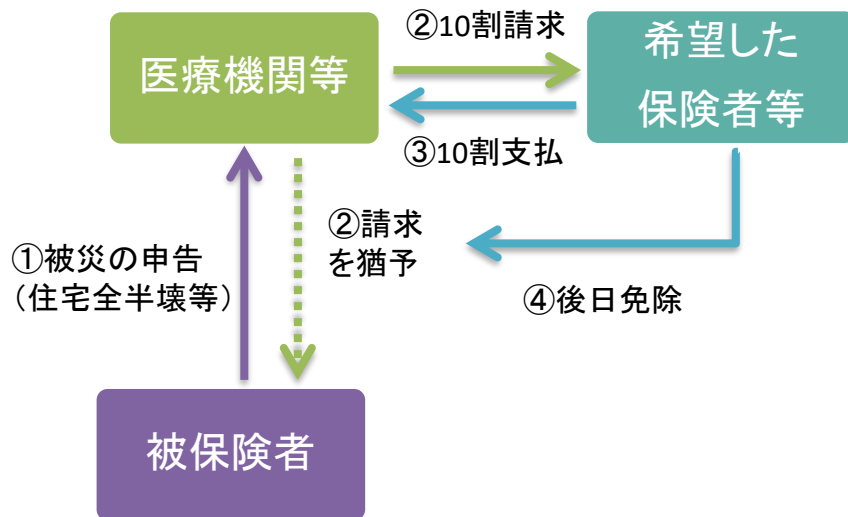 ②10割請求
医療機関等
希望した
保険者等
③10割支払
①被災の申告
（住宅全半壊等）
②請求
を猶予
④後日免除
被保険者